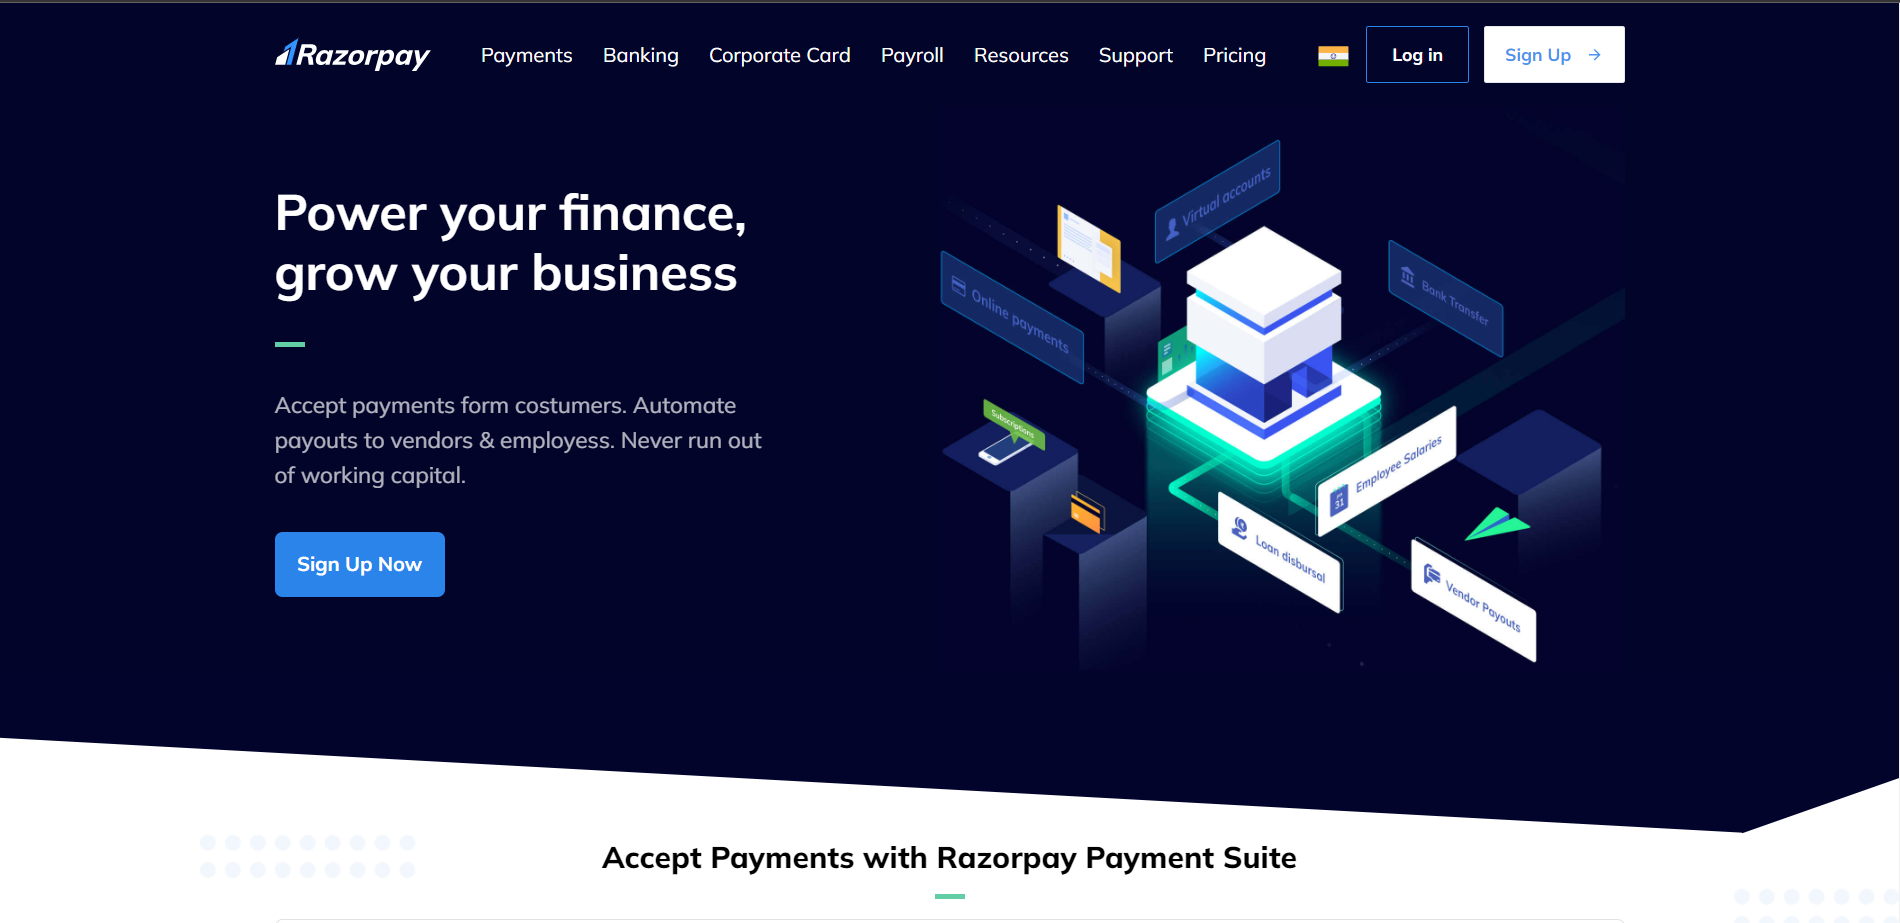 Razorpay
Payments Banking Corporate Card Payroll Resources Support Pricing
Log in
Sign Up
Power your finance,
grow your business
Accept payments form costumers. Automate
payouts to vendors & employess. Never run out
of working capital.
Sign Up Now
Virtual accounts
Bank Transfer
Online payments
Subscriptions
Employee Salaries
31
Loan disbursal
Vendor Payouts
Accept Payments with Razorpay Payment Suite